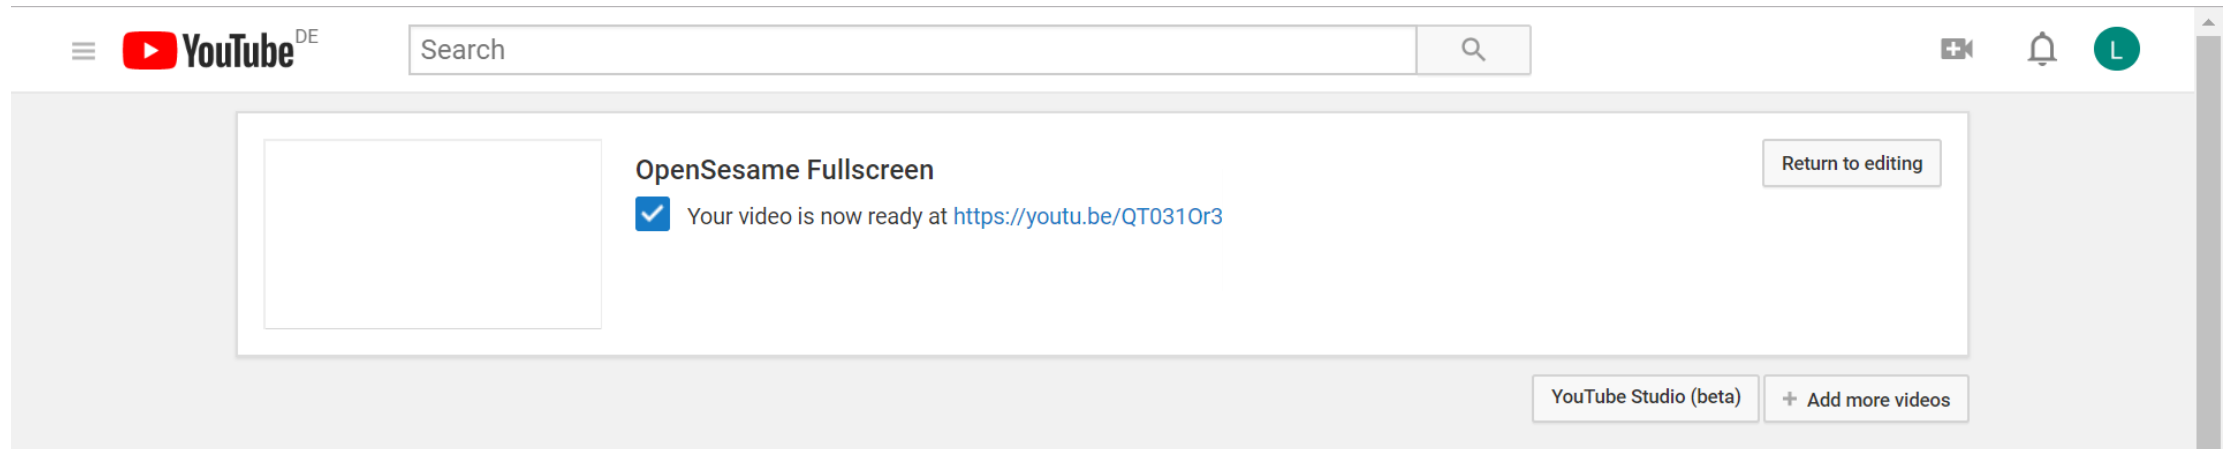 YouTube DE
Search
L
OpenSesame Fullscreen
Return to editing
Your video is now ready at https://youtu.be/QT031Or3
YouTube Studio (beta)
+ Add more videos